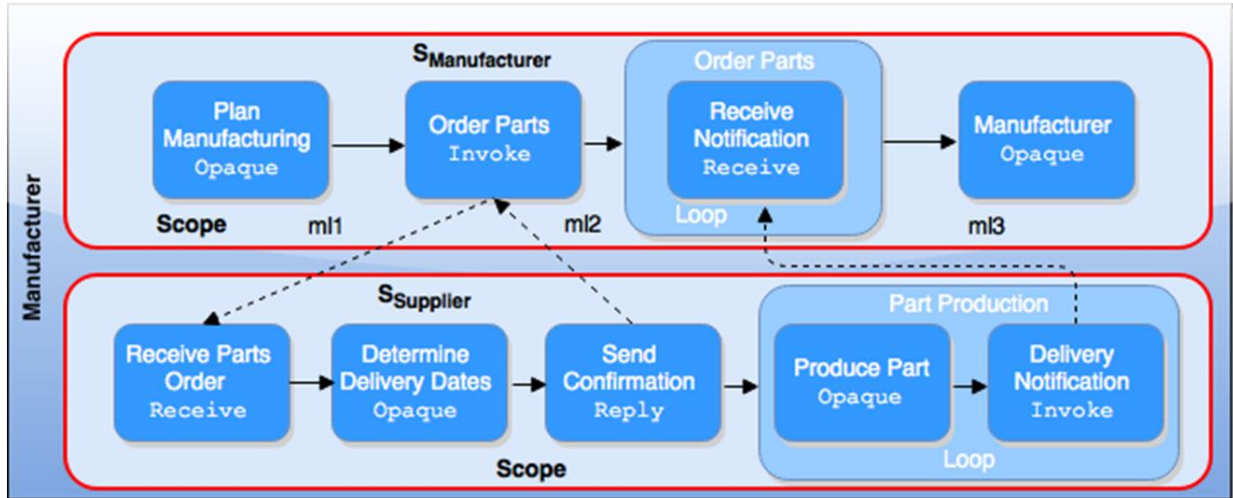 Manufacturer
SManufacturer
Plan
Manufacturing
Opaque
Order Parts
Invoke
Order Parts
Receive
Notification
Receive
Loop
Manufacturer
Opaque
Scope
ml1
ml2
ml3
SSupplier
Receive Parts
Order
Receive
Determine
Delivery Dates
Opaque
Send
Confirmation
Reply
Part Production
Produce Part
Opaque
Delivery
Notification
Invoke
Loop
Scope